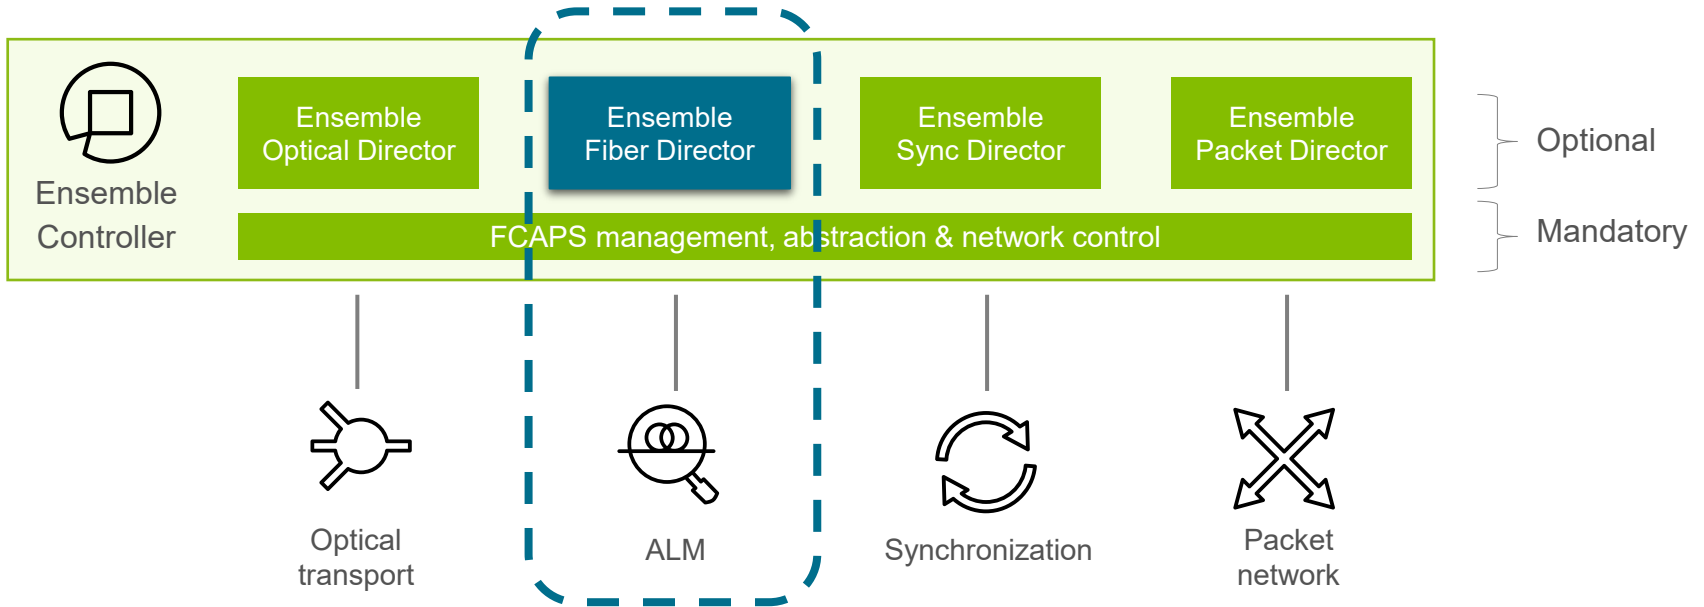 Ensemble
Controller
Ensemble
Optical Director
Ensemble
Fiber Director
Ensemble
Sync Director
Ensemble
Packet Director
Optional
FCAPS management, abstraction & network control
Mandatory
Optical
transport
ALM
Synchronization
Packet
network